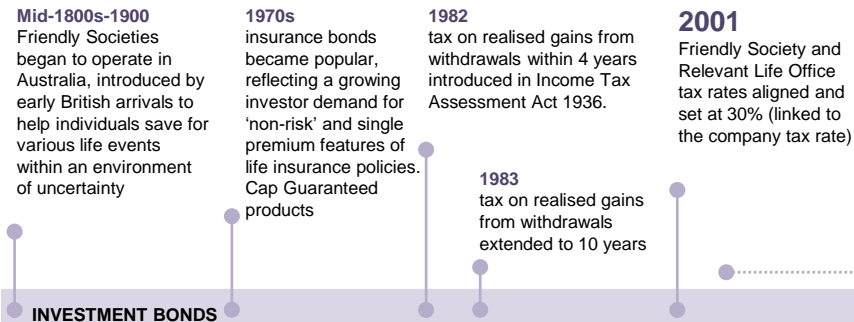 Mid-1800s-1900
Friendly Societies
began to operate in
Australia, introduced by
early British arrivals to
help individuals save for
various life events
within an environment
of uncertainty
1970s
insurance bonds
became popular,
reflecting a growing
investor demand for
‘non-risk’ and single
premium features of
life insurance policies.
Cap Guaranteed
products
1982
tax on realised gains from
withdrawals within 4 years
introduced in Income Tax
Assessment Act 1936.
1983
tax on realised gains
from withdrawals
extended to 10 years
2001
Friendly Society and
Relevant Life Office
tax rates aligned and
set at 30% (linked to
the company tax rate)
INVESTMENT BONDS